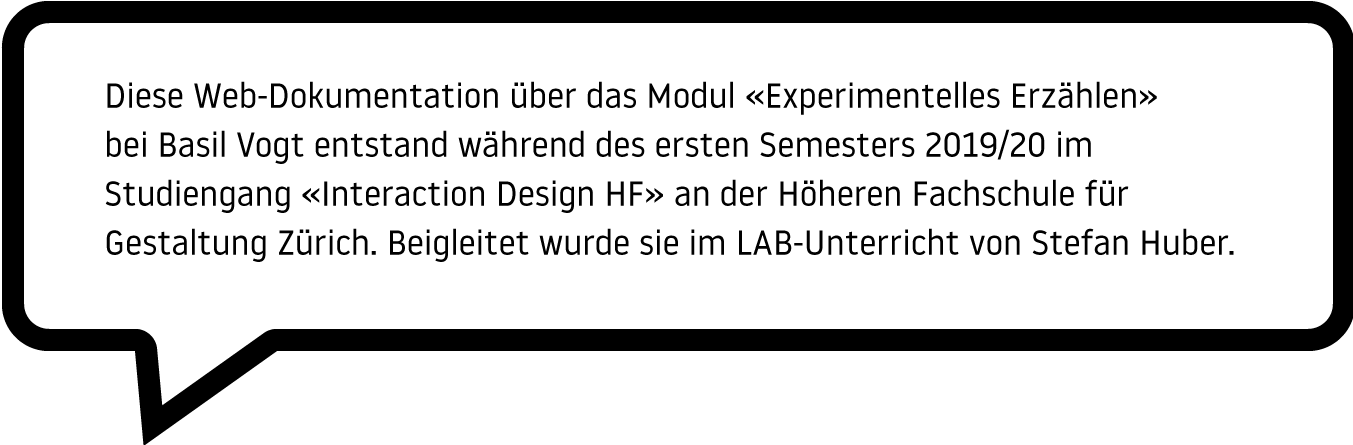 Diese Web-Dokumentation über das Modul «Experimentelles Erzählen»
bei Basil Vogt entstand während des ersten Semesters 2019/20 im
Studiengang «Interaction Design HF» an der Höheren Fachschule für
Gestaltung Zürich. Beigleitet wurde sie im LAB-Unterricht von Stefan Huber.